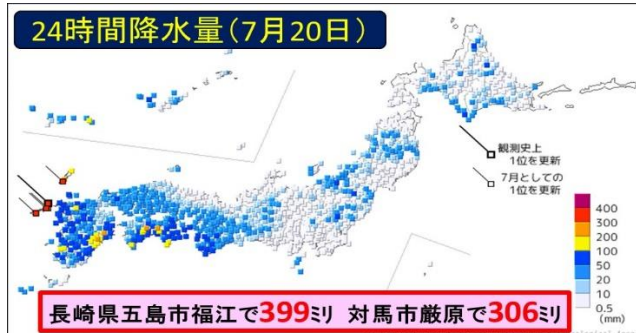 24時間降水量（7月20日）
観測史上
1位を更新
7月としての
1位を更新
400
300
200
100
50
20
10
0.5
(mm)
長崎県五島市福江で399ミリ 対馬市厳原で306ミリ